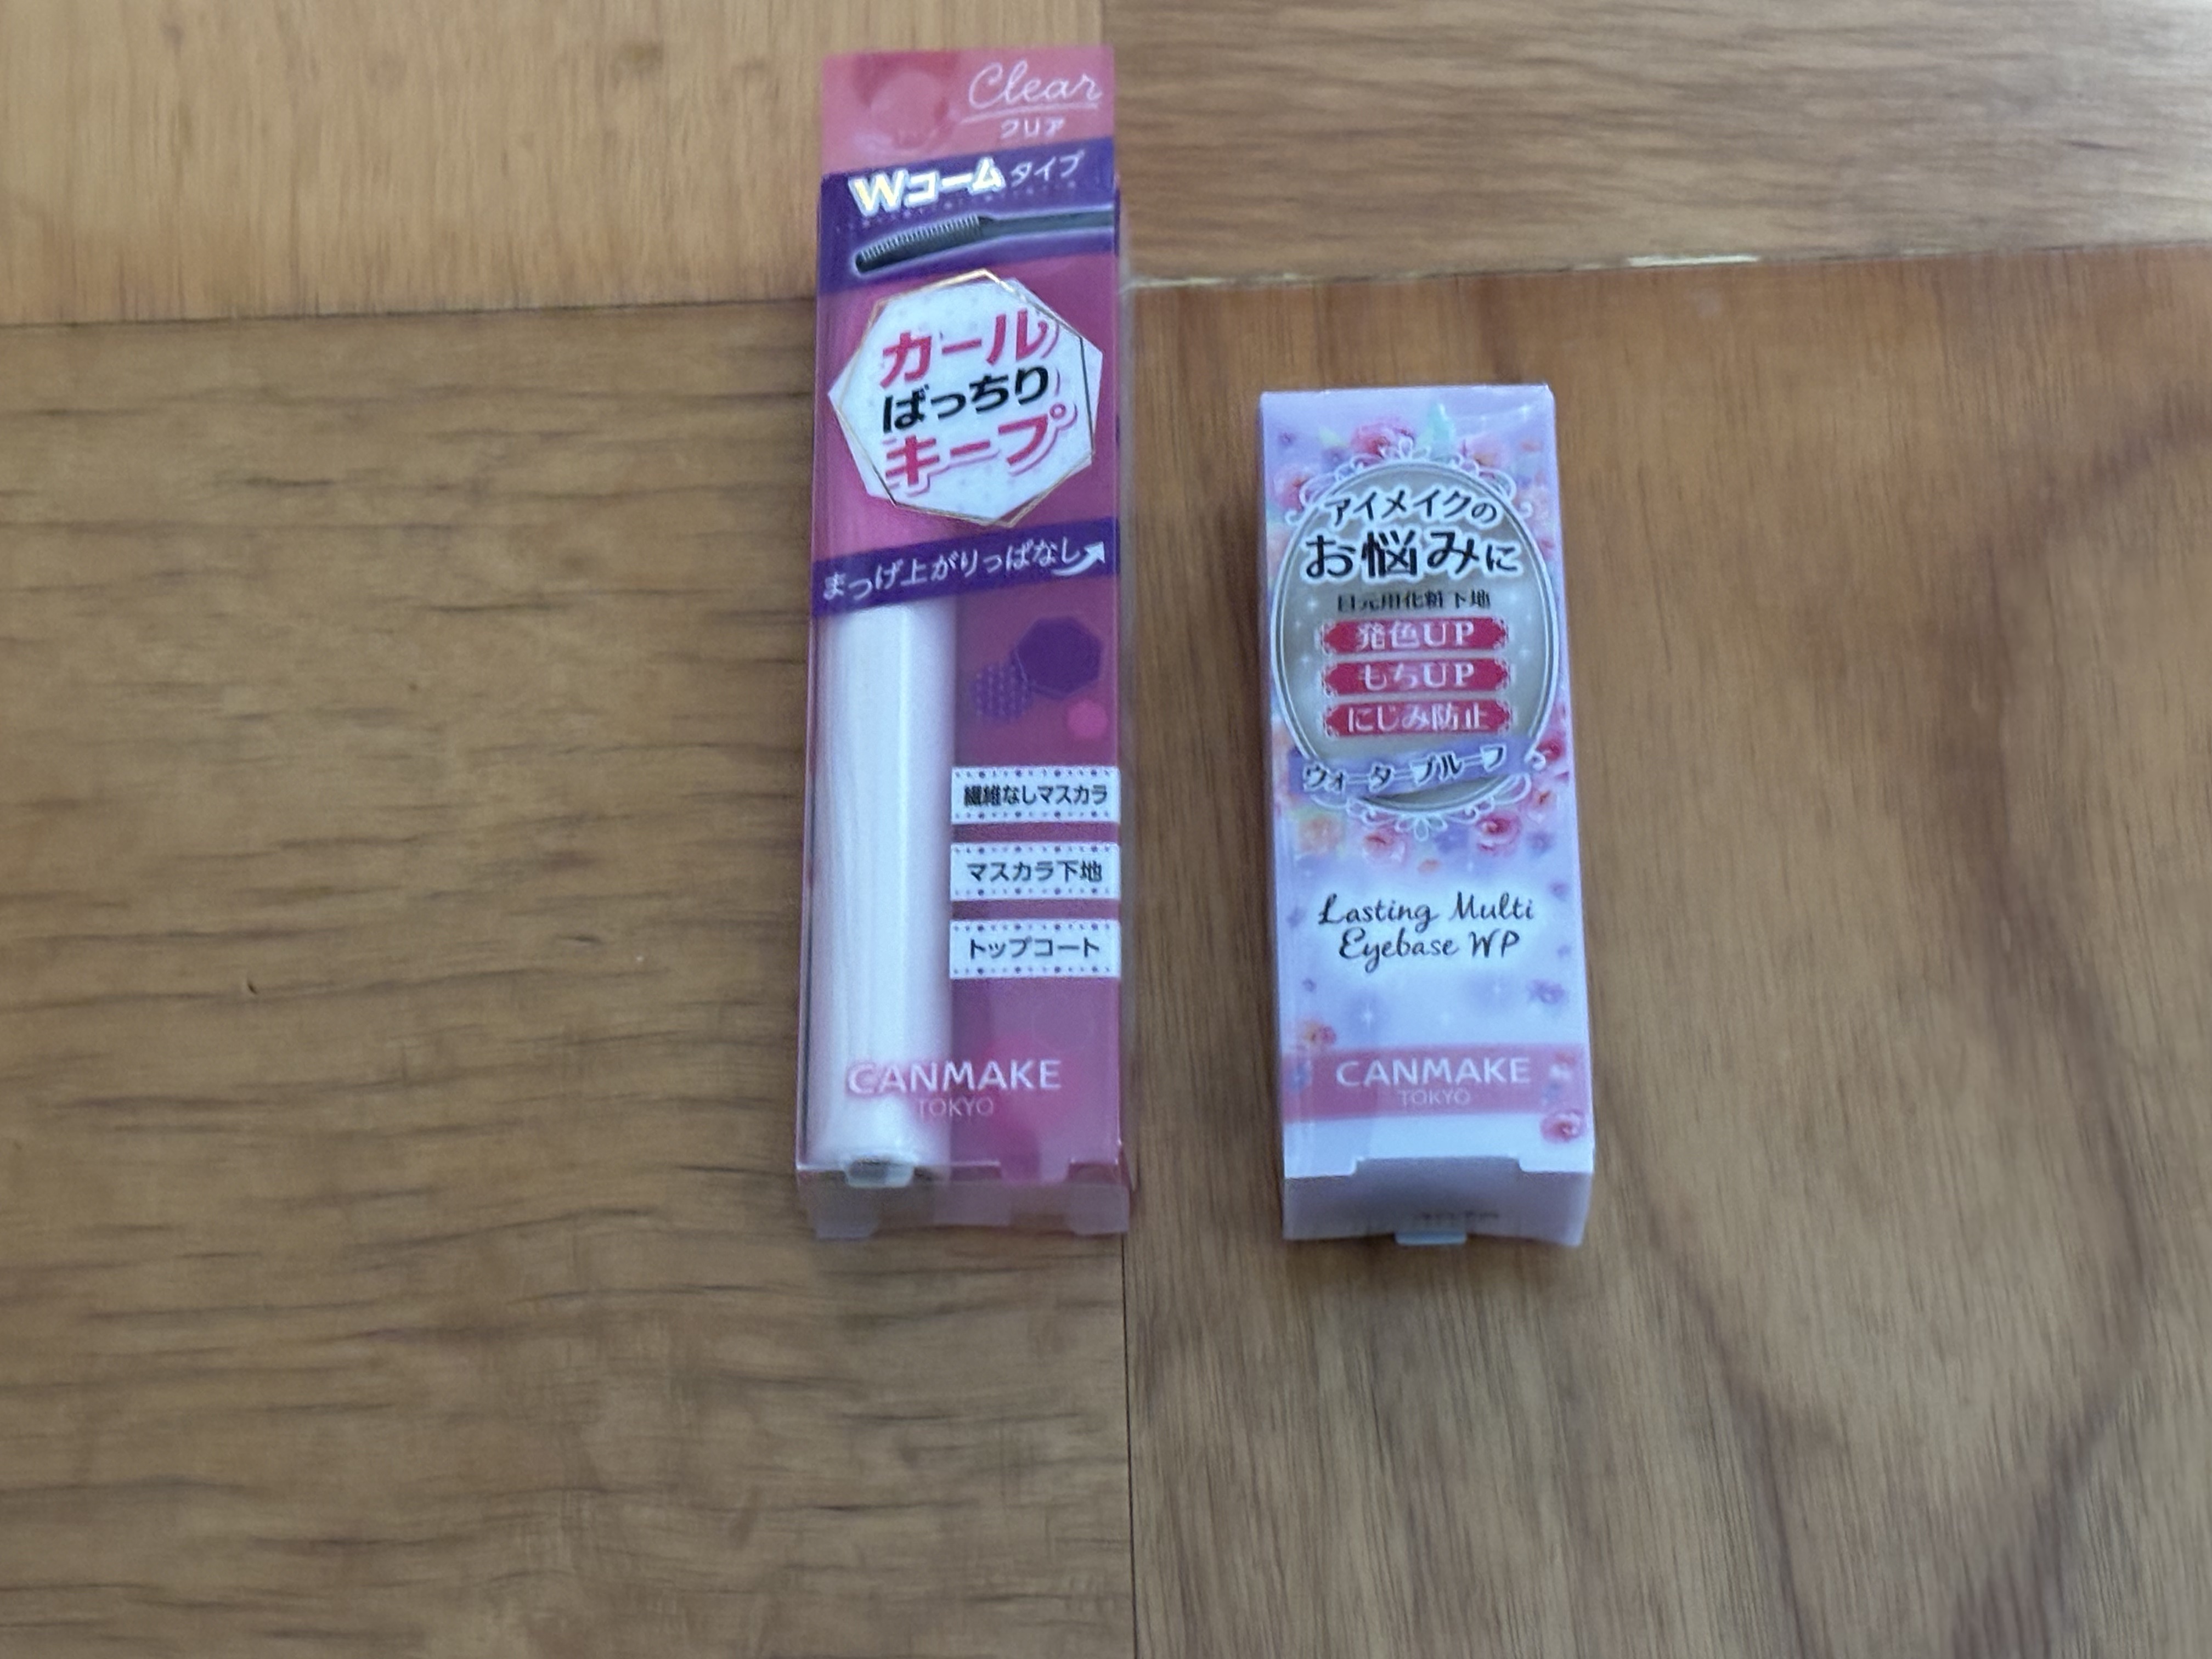 Clear
クリア
Wコームタイプ
カール
ばっちり
キープ
まつげ上がりっぱなし
繊維なしマスカラ
マスカラ下地
トップコート
CANMAKE
TOKYO
アイメイクの
お悩みに
目元用化粧下地
発色UP
もちUP
にじみ防止
ウォータープルーフ
Lasting Multi
Eyebase WP
CANMAKE
TOKYO